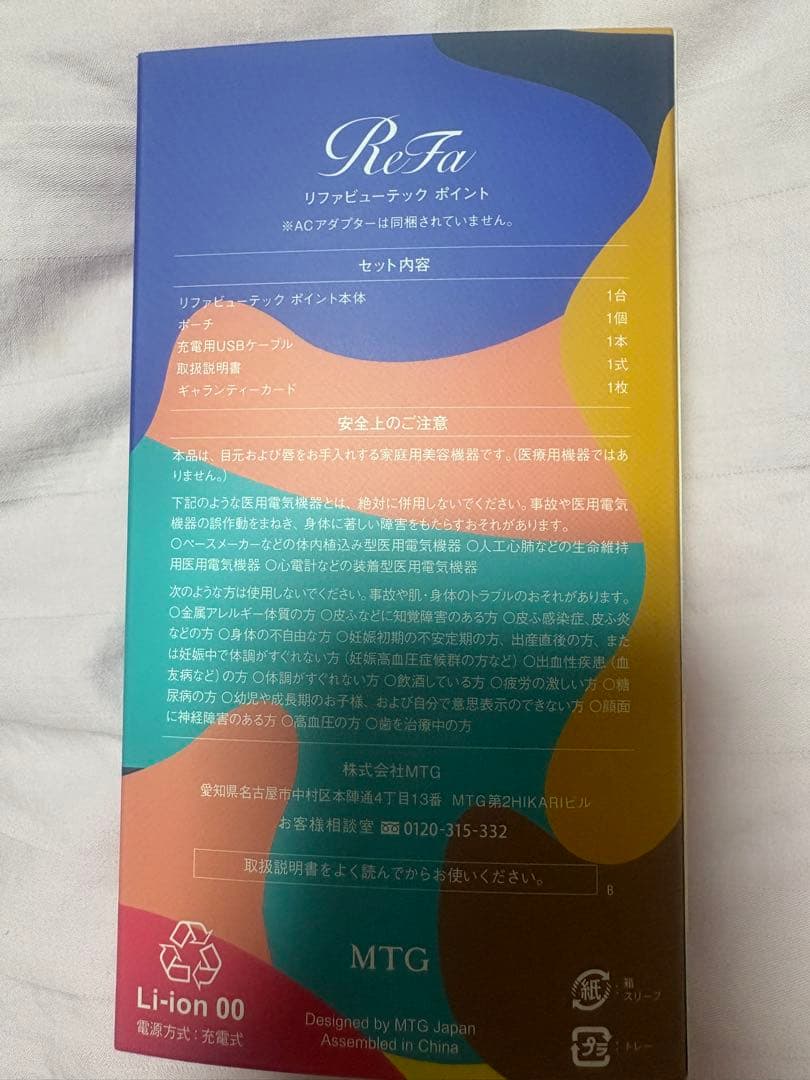 ReFa
リファビューテック ポイント
※ACアダプターは同梱されていません。
セット内容
リファビューテック ポイント本体 1台
ポーチ 1個
充電用USBケーブル 1本
取扱説明書 1式
ギャランティーカード 1枚
安全上のご注意
本品は、目元および唇をお手入れする家庭用美容機器です。(医療用機器ではあ
りません。)
下記のような医用電気機器とは、絶対に併用しないでください。事故や医用電気
機器の誤作動をまねき、身体に著しい障害をもたらすおそれがあります。
○ペースメーカーなどの体内植込み型医用電気機器 ○人工心肺などの生命維持
用医用電気機器 ○心電計などの装着型医用電気機器
次のような方は使用しないでください。事故や肌・身体のトラブルのおそれがあります。
○金属アレルギー体質の方 ○皮ふなどに知覚障害のある方 ○皮ふ感染症、皮ふ炎
などの方 ○身体の不自由な方 ○妊娠初期の不安定期の方、出産直後の方、また
は妊娠中で体調がすぐれない方(妊娠高血圧症候群の方など) ○出血性疾患(血
友病など)の方 ○体調がすぐれない方 ○飲酒している方 ○疲労の激しい方 ○糖
尿病の方 ○幼児や成長期のお子様、および自分で意思表示のできない方 ○顔面
に神経障害のある方 ○高血圧の方 ○歯を治療中の方
株式会社MTG
愛知県名古屋市中村区本陣通4丁目13番 MTG第2HIKARIビル
お客様相談室 0120-315-332
取扱説明書をよく読んでからお使いください。
B
MTG
Li-ion 00
電源方式:充電式
Designed by MTG Japan
Assembled in China
紙 : 箱
スリーブ
プラ : トレー